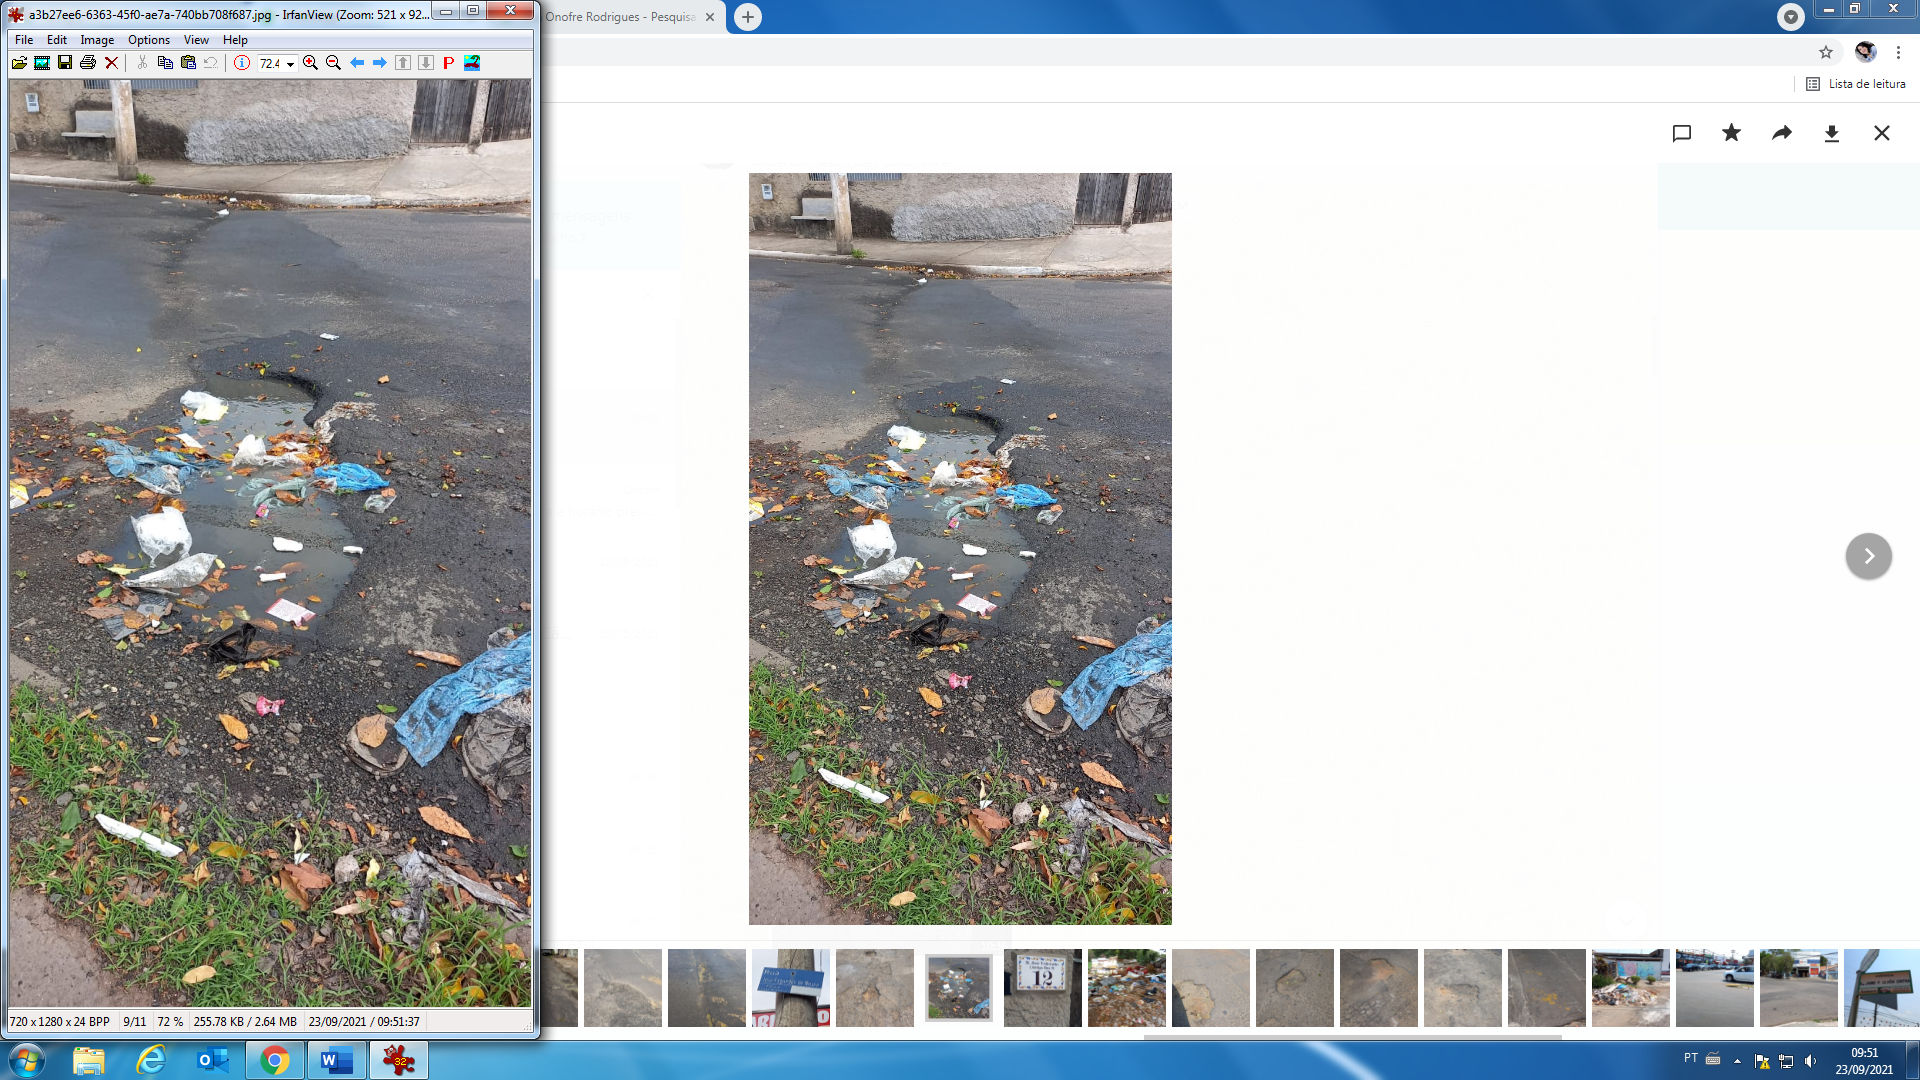 a3b27ee6-6363-45f0-ae7a-740bb708f687.jpg - IrfanView (Zoom: 521 x 92...
Onofre Rodrigues - Pesquisa
File Edit Image Options View Help
72.4
Lista de leitura
Rua
12
720 x 1280 x 24 BPP 9/11 72 % 255.78 KB / 2.64 MB 23/09/2021 / 09:51:37
PT
09:51
23/09/2021